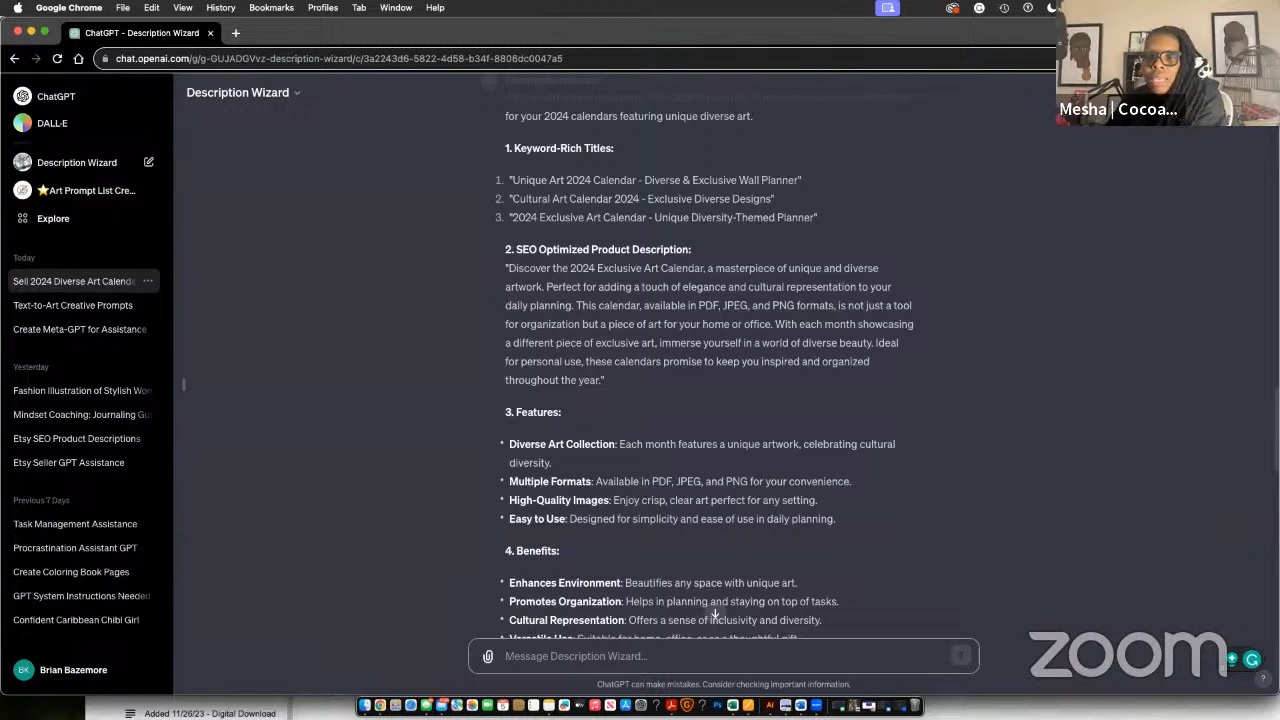 Google Chrome File Edit View History Bookmarks Profiles Tab Window Help
ChatGPT - Description Wizard
chat.openai.com/g/g-GUJADGVvz-description-wizard/c/3a2243d6-5822-4d58-b34f-8806dc0047a5
Mesha | Cocoa...
ChatGPT
DALL·E
Description Wizard
⭐Art Prompt List Cre...
Explore
Today
Sell 2024 Diverse Art Calenda ...
Text-to-Art Creative Prompts
Create Meta-GPT for Assistance
Yesterday
Fashion Illustration of Stylish Won
Mindset Coaching: Journaling Gu
Etsy SEO Product Descriptions
Etsy Seller GPT Assistance
Previous 7 Days
Task Management Assistance
Procrastination Assistant GPT
Create Coloring Book Pages
GPT System Instructions Needed
Confident Caribbean Chibi Girl
BK Brian Bazemore
Description Wizard
for your 2024 calendars featuring unique diverse art.
1. Keyword-Rich Titles:
1. "Unique Art 2024 Calendar - Diverse & Exclusive Wall Planner"
2. "Cultural Art Calendar 2024 - Exclusive Diverse Designs"
3. "2024 Exclusive Art Calendar - Unique Diversity-Themed Planner"
2. SEO Optimized Product Description:
"Discover the 2024 Exclusive Art Calendar, a masterpiece of unique and diverse
artwork. Perfect for adding a touch of elegance and cultural representation to your
daily planning. This calendar, available in PDF, JPEG, and PNG formats, is not just a tool
for organization but a piece of art for your home or office. With each month showcasing
a different piece of exclusive art, immerse yourself in a world of diverse beauty. Ideal
for personal use, these calendars promise to keep you inspired and organized
throughout the year."
3. Features:
• Diverse Art Collection: Each month features a unique artwork, celebrating cultural
diversity.
• Multiple Formats: Available in PDF, JPEG, and PNG for your convenience.
• High-Quality Images: Enjoy crisp, clear art perfect for any setting.
• Easy to Use: Designed for simplicity and ease of use in daily planning.
4. Benefits:
• Enhances Environment: Beautifies any space with unique art.
• Promotes Organization: Helps in planning and staying on top of tasks.
• Cultural Representation: Offers a sense of inclusivity and diversity.
• Versatile Use: Suitable for home, office, or as a thoughtful gift.
Message Description Wizard...
ChatGPT can make mistakes. Consider checking important information.
zoom
?
Added 11/26/23 - Digital Download